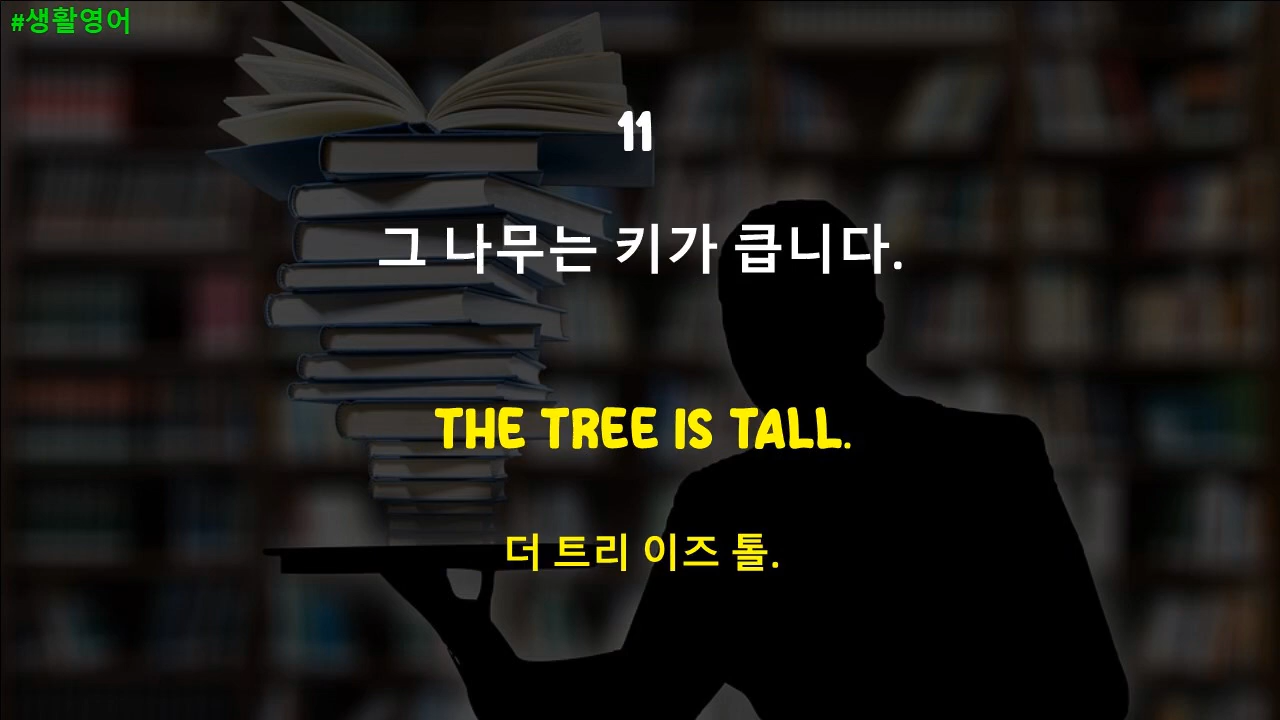 #생활영어
11
그 나무는 키가 큽니다.
THE TREE IS TALL.
더 트리 이즈 톨.